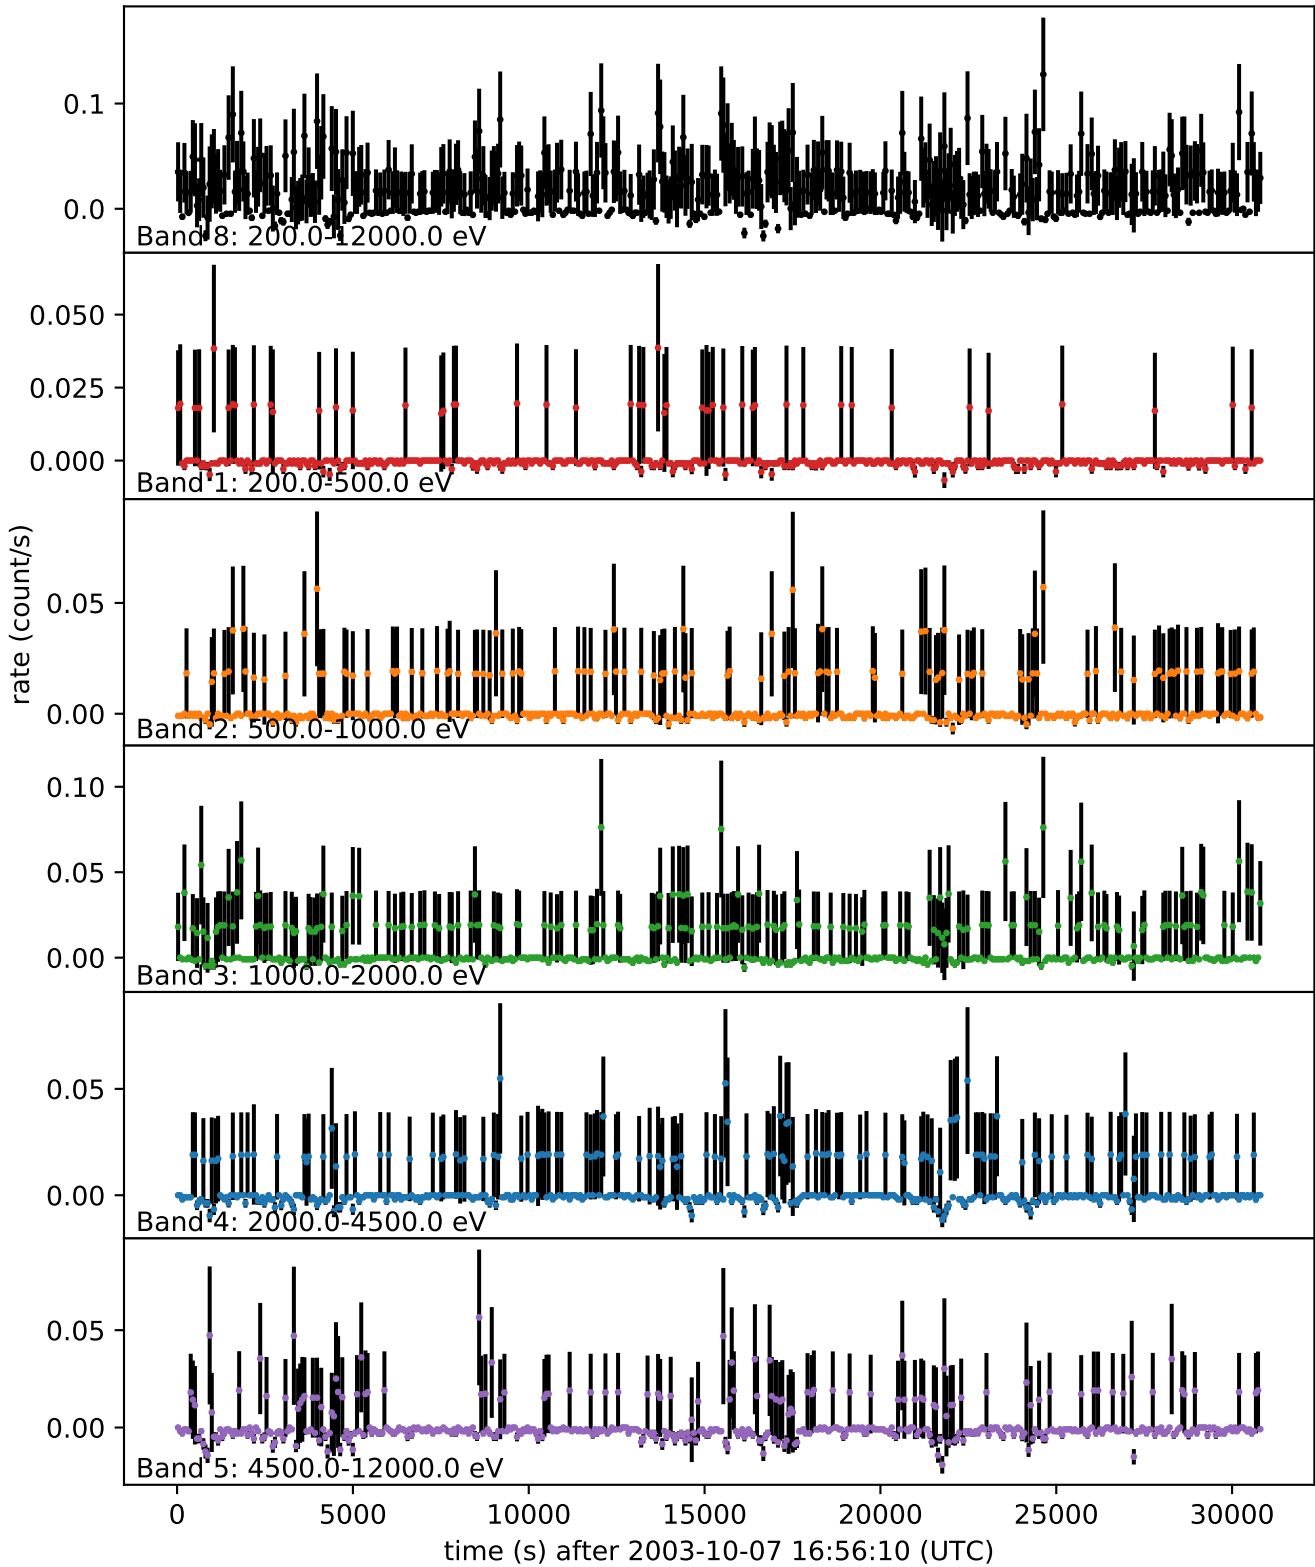 0.1
0.0
Band 8: 200.0-12000.0 eV
0.050
0.025
0.000
Band 1: 200.0-500.0 eV
rate (count/s)
0.05
0.00
Band 2: 500.0-1000.0 eV
0.10
0.05
0.00
Band 3: 1000.0-2000.0 eV
0.05
0.00
Band 4: 2000.0-4500.0 eV
0.05
0.00
Band 5: 4500.0-12000.0 eV
0 5000 10000 15000 20000 25000 30000
time (s) after 2003-10-07 16:56:10 (UTC)